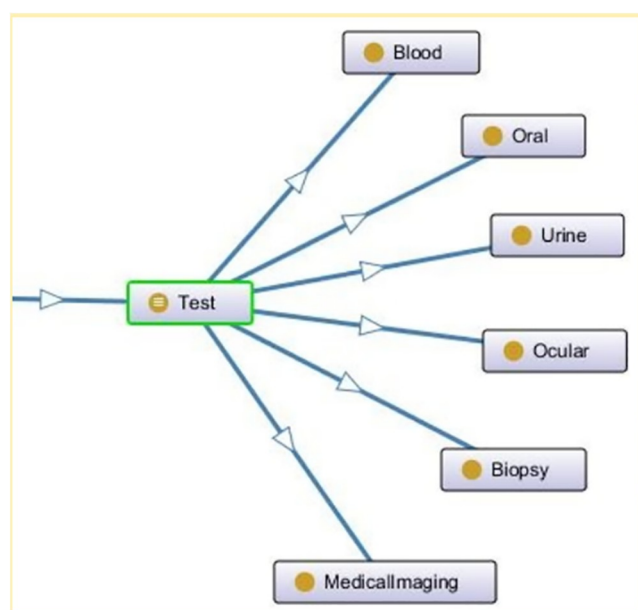 Blood
Oral
Urine
Test
Ocular
Biopsy
MedicalImaging